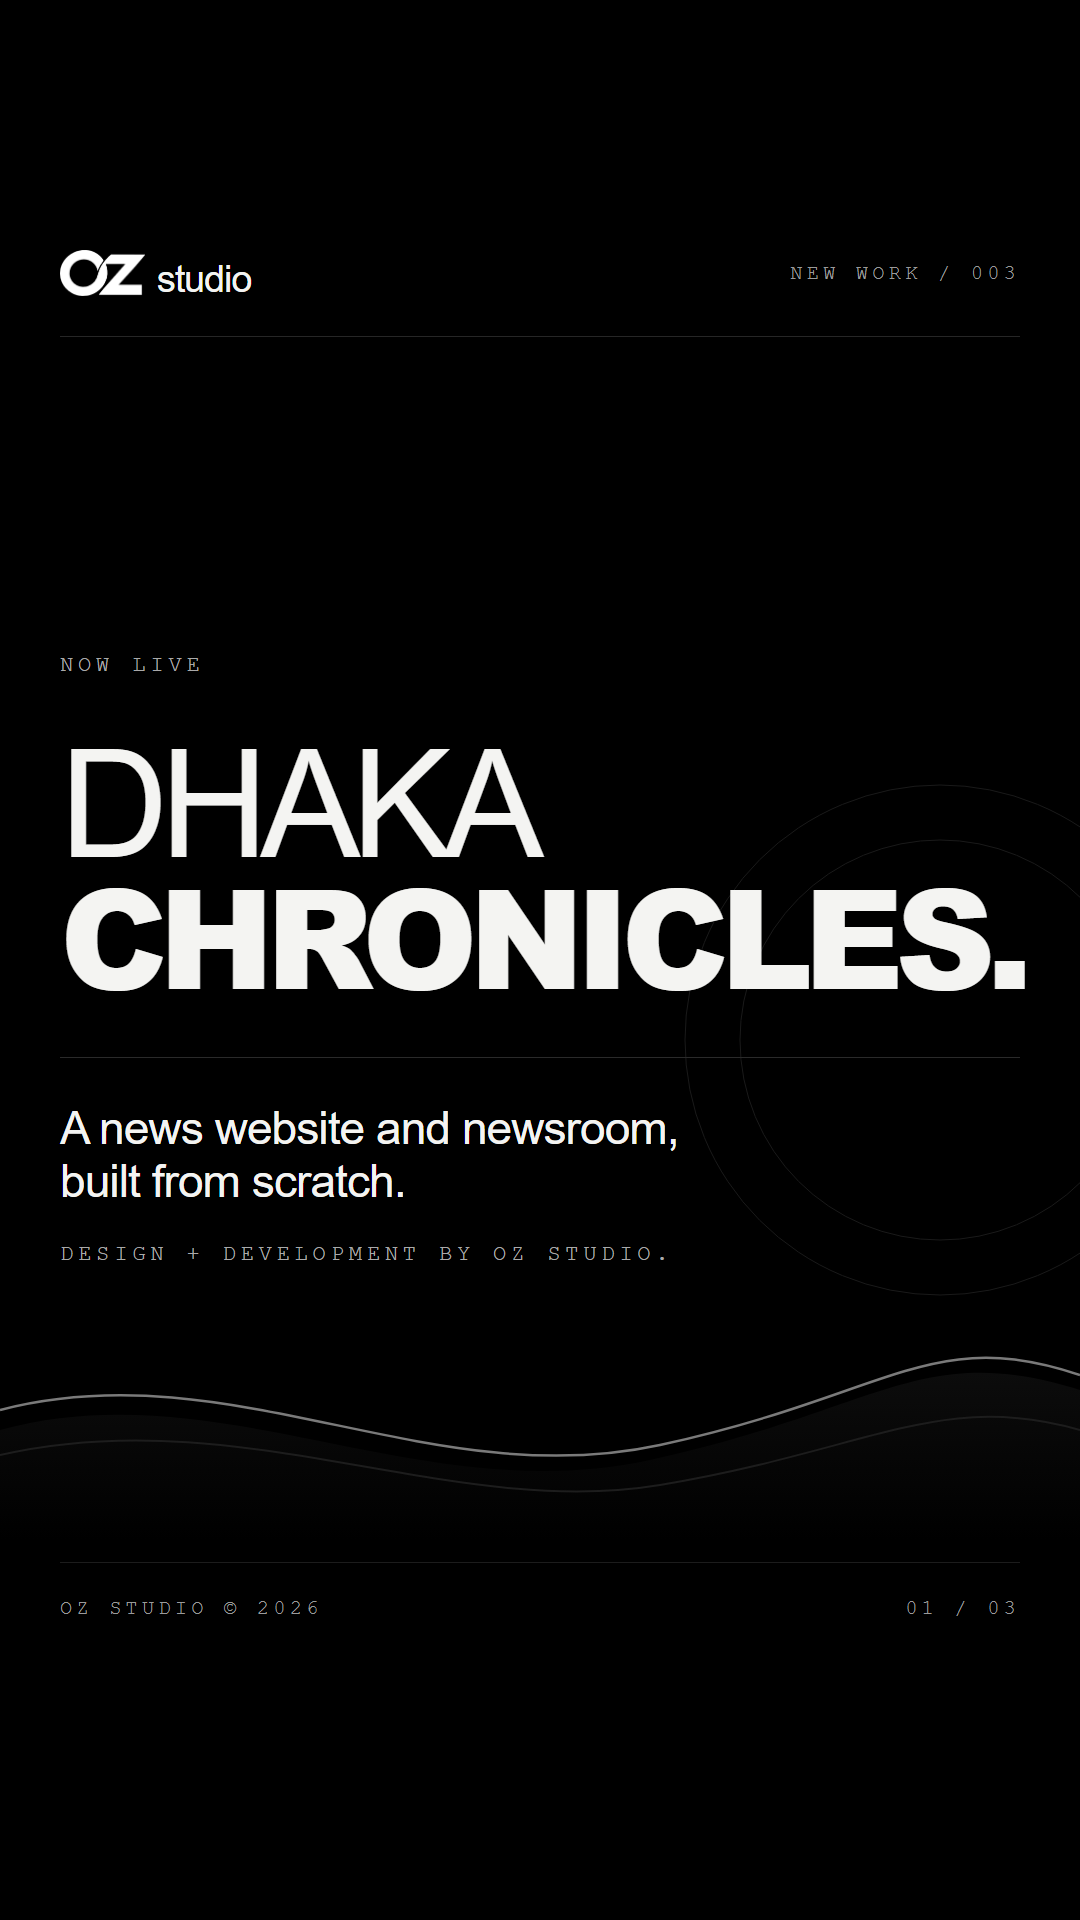 OZ studio
NEW WORK / 003
NOW LIVE
DHAKA
CHRONICLES.
A news website and newsroom,
built from scratch.
DESIGN + DEVELOPMENT BY OZ STUDIO.
OZ STUDIO © 2026
01 / 03